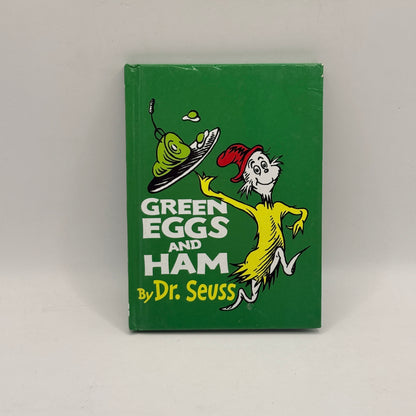 GREEN
EGGS
AND
HAM
By Dr. Seuss